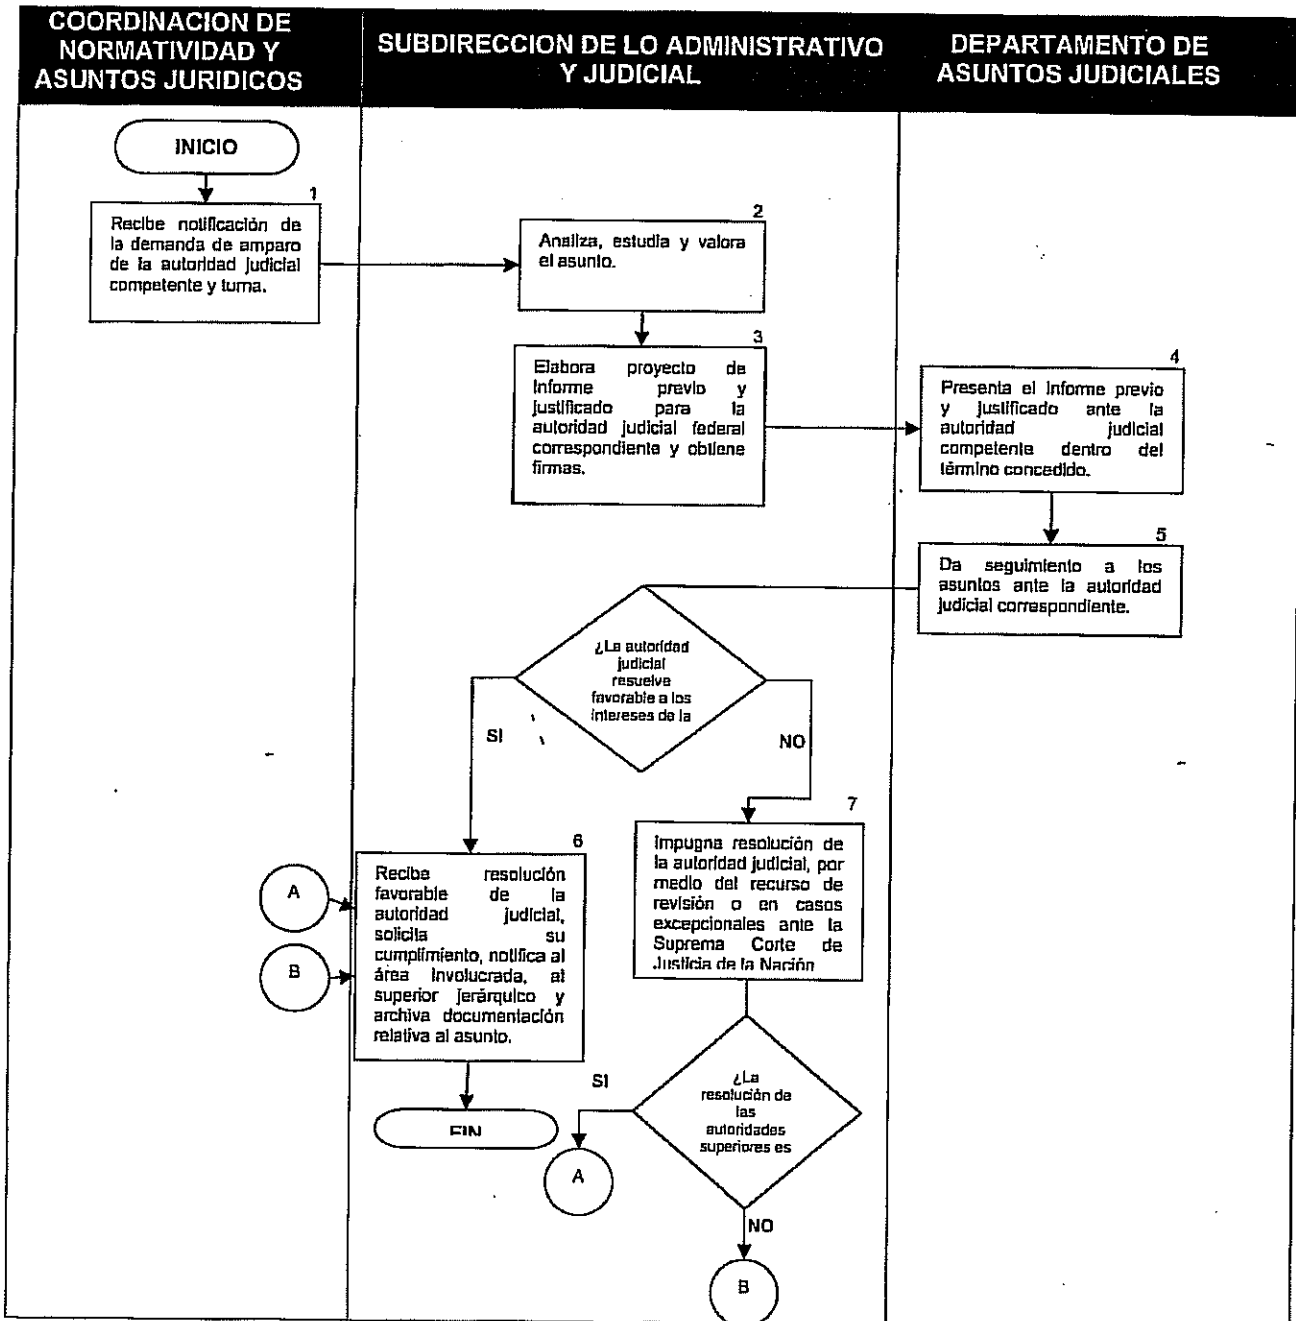 COORDINACION DE
NORMATIVIDAD Y
ASUNTOS JURIDICOS
SUBDIRECCION DE LO ADMINISTRATIVO
Y JUDICIAL
DEPARTAMENTO DE
ASUNTOS JUDICIALES
INICIO
1
Recibe notificación de
la demanda de amparo
de la autoridad judicial
competente y turna.
2
Analiza, estudia y valora
el asunto.
3
Elabora proyecto de
Informe previo y
justificado para la
autoridad judicial federal
correspondiente y obtiene
firmas.
4
Presenta el Informe previo
y justificado ante la
autoridad judicial
competente dentro del
término concedido.
5
Da seguimiento a los
asuntos ante la autoridad
judicial correspondiente.
¿La autoridad
judicial
resuelve
favorable a los
intereses de la
SI
NO
6
Recibe resolución
favorable de la
autoridad judicial,
solicita su
cumplimiento, notifica al
área involucrada, al
superior jerárquico y
archiva documentación
relativa al asunto.
A
B
7
Impugna resolución de
la autoridad judicial, por
medio del recurso de
revisión o en casos
excepcionales ante la
Suprema Corte de
Justicia de la Nación
FIN
¿La
resolución de
las
autoridades
superiores es
SI
A
NO
B